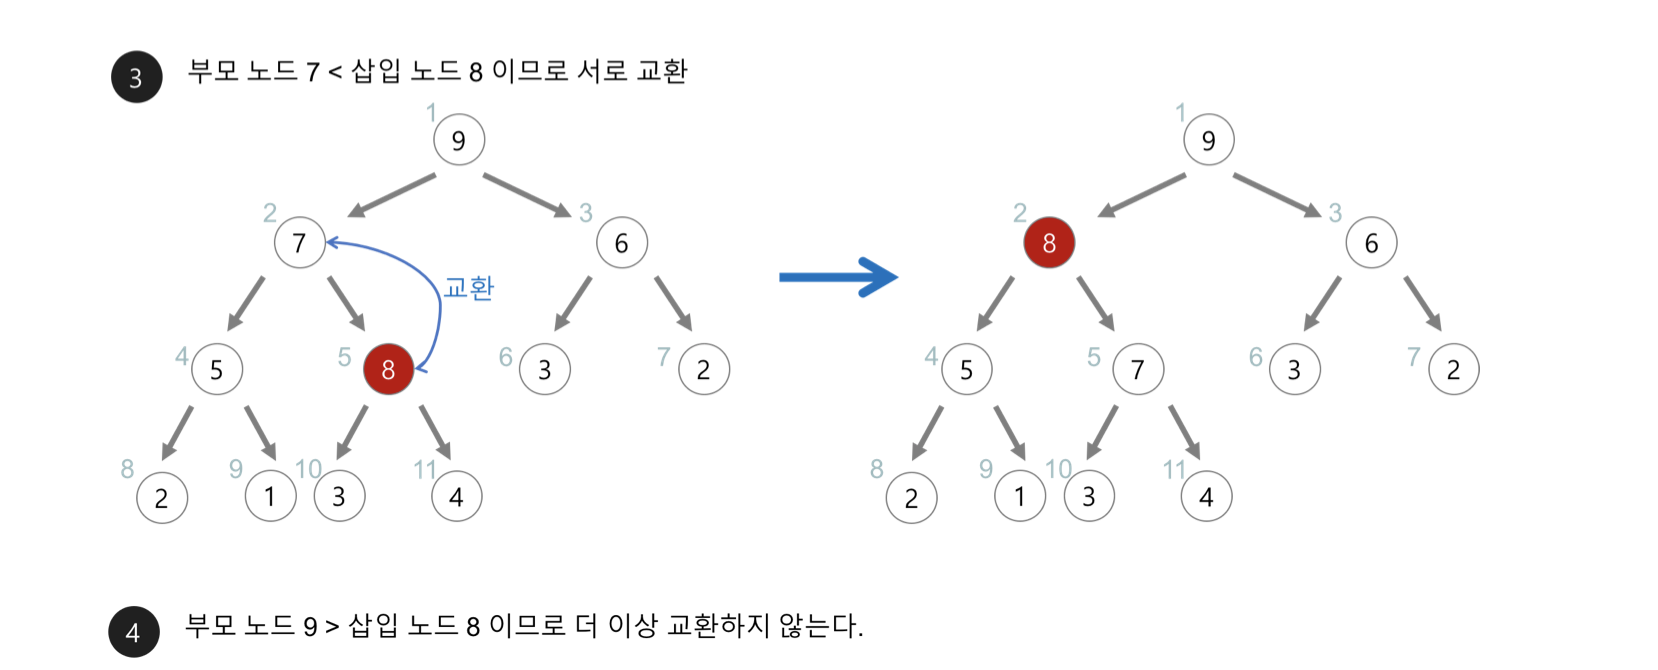 3 부모 노드 7 < 삽입 노드 8 이므로 서로 교환
1 1
9 9
2 3 2 3
7 6 8 6
교환
4 5 6 7 4 5 6 7
5 8 3 2 5 7 3 2
8 9 10 11 8 9 10 11
2 1 3 4 2 1 3 4
4 부모 노드 9 > 삽입 노드 8 이므로 더 이상 교환하지 않는다.